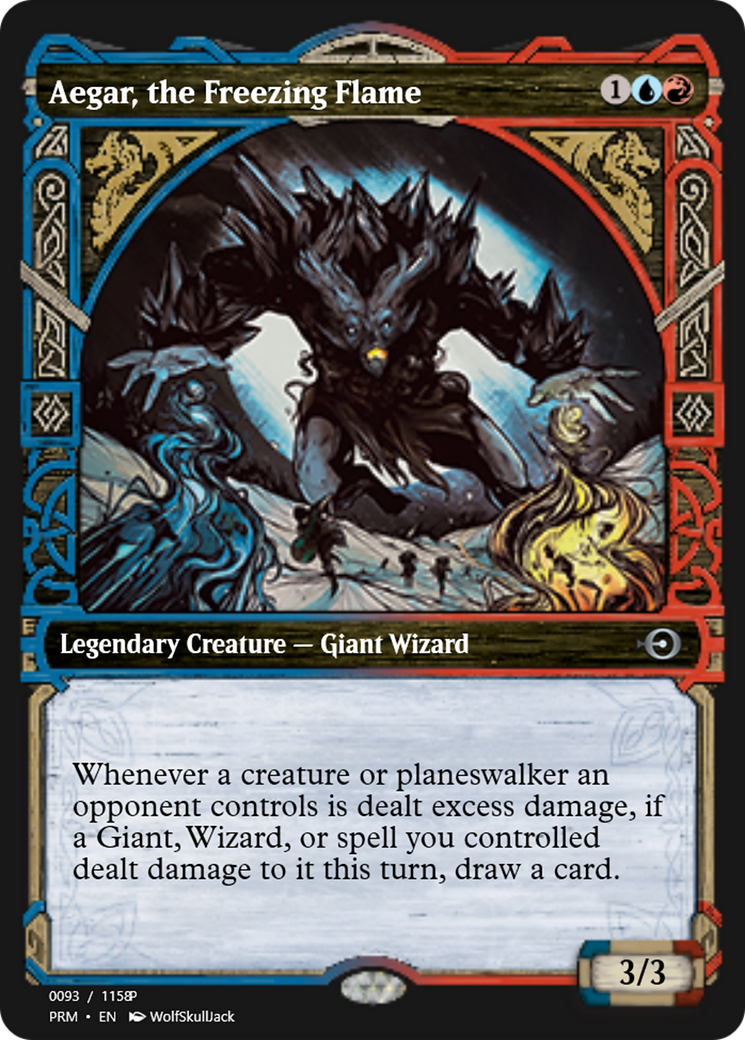 Aegar, the Freezing Flame
1
Legendary Creature — Giant Wizard
Whenever a creature or planeswalker an
opponent controls is dealt excess damage, if
a Giant, Wizard, or spell you controlled
dealt damage to it this turn, draw a card.
3/3
0093 / 1158P
PRM • EN WolfSkullJack